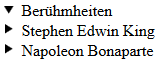 Berühmheiten
Stephen Edwin King
Napoleon Bonaparte